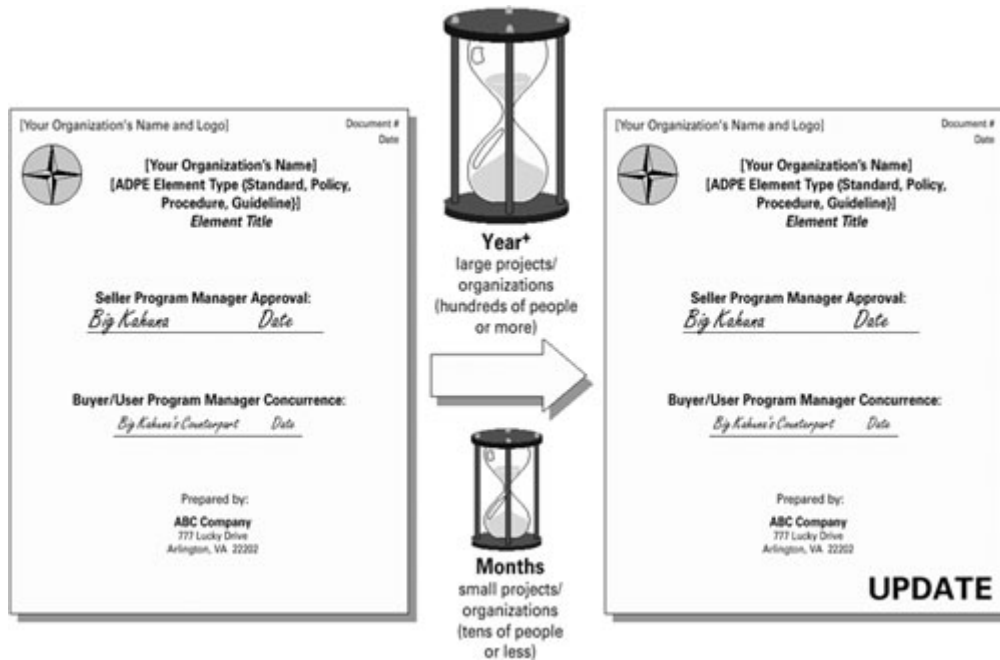 [Your Organization's Name and Logo]
Document #
Date
[Your Organization's Name]
[ADPE Element Type {Standard, Policy,
Procedure, Guideline}]
Element Title
Seller Program Manager Approval:
Big Kahuna Date
Buyer/User Program Manager Concurrence:
Big Kahuna's Counterpart Date
Prepared by:
ABC Company
777 Lucky Drive
Arlington, VA 22202
Year+
large projects/
organizations
(hundreds of people
or more)
Months
small projects/
organizations
(tens of people
or less)
[Your Organization's Name and Logo]
Document #
Date
[Your Organization's Name]
[ADPE Element Type {Standard, Policy,
Procedure, Guideline}]
Element Title
Seller Program Manager Approval:
Big Kahuna Date
Buyer/User Program Manager Concurrence:
Big Kahuna's Counterpart Date
Prepared by:
ABC Company
777 Lucky Drive
Arlington, VA 22202
UPDATE